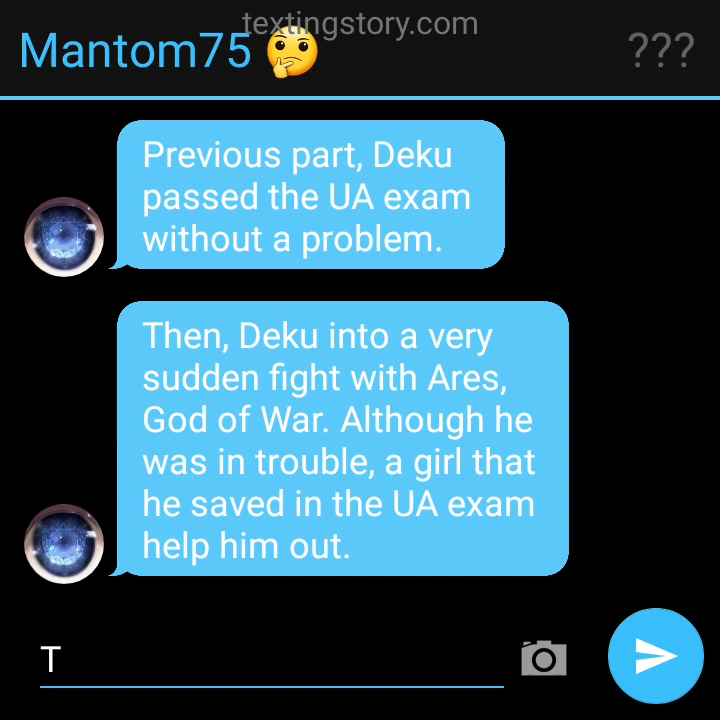 textingstory.com
Mantom75🤔
???
Previous part, Deku
passed the UA exam
without a problem.
Then, Deku into a very
sudden fight with Ares,
God of War. Although he
was in trouble, a girl that
he saved in the UA exam
help him out.
T